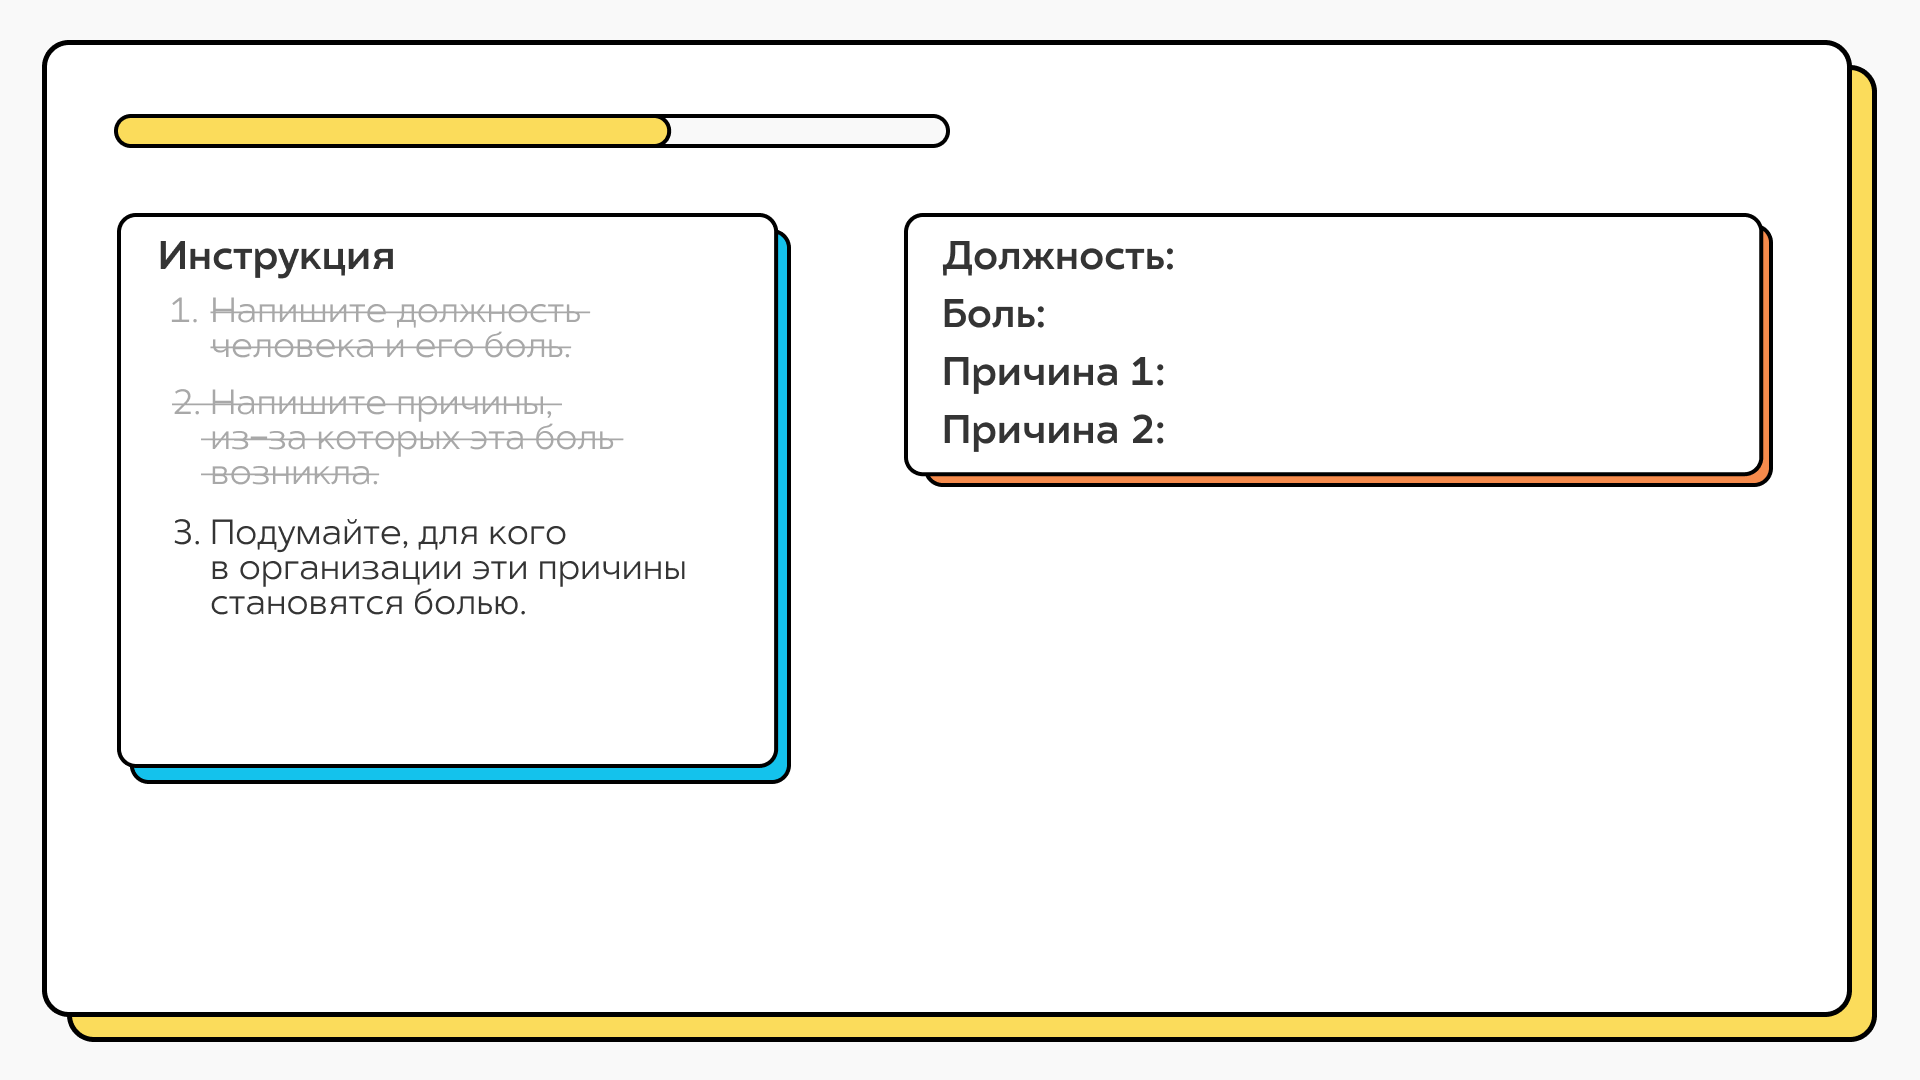 Инструкция
1. Напишите должность
человека и его боль.
2. Напишите причины,
из-за которых эта боль
возникла.
3. Подумайте, для кого
в организации эти причины
становятся болью.
Должность:
Боль:
Причина 1:
Причина 2: